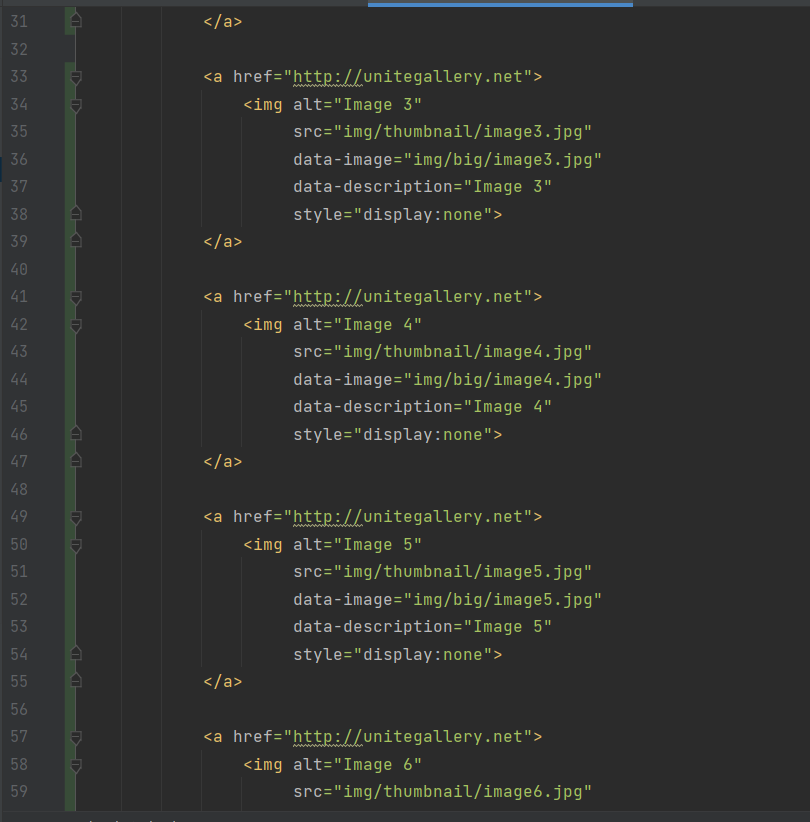 31 </a>
32
33 <a href="http://unitegallery.net">
34 <img alt="Image 3"
35 src="img/thumbnail/image3.jpg"
36 data-image="img/big/image3.jpg"
37 data-description="Image 3"
38 style="display:none">
39 </a>
40
41 <a href="http://unitegallery.net">
42 <img alt="Image 4"
43 src="img/thumbnail/image4.jpg"
44 data-image="img/big/image4.jpg"
45 data-description="Image 4"
46 style="display:none">
47 </a>
48
49 <a href="http://unitegallery.net">
50 <img alt="Image 5"
51 src="img/thumbnail/image5.jpg"
52 data-image="img/big/image5.jpg"
53 data-description="Image 5"
54 style="display:none">
55 </a>
56
57 <a href="http://unitegallery.net">
58 <img alt="Image 6"
59 src="img/thumbnail/image6.jpg"